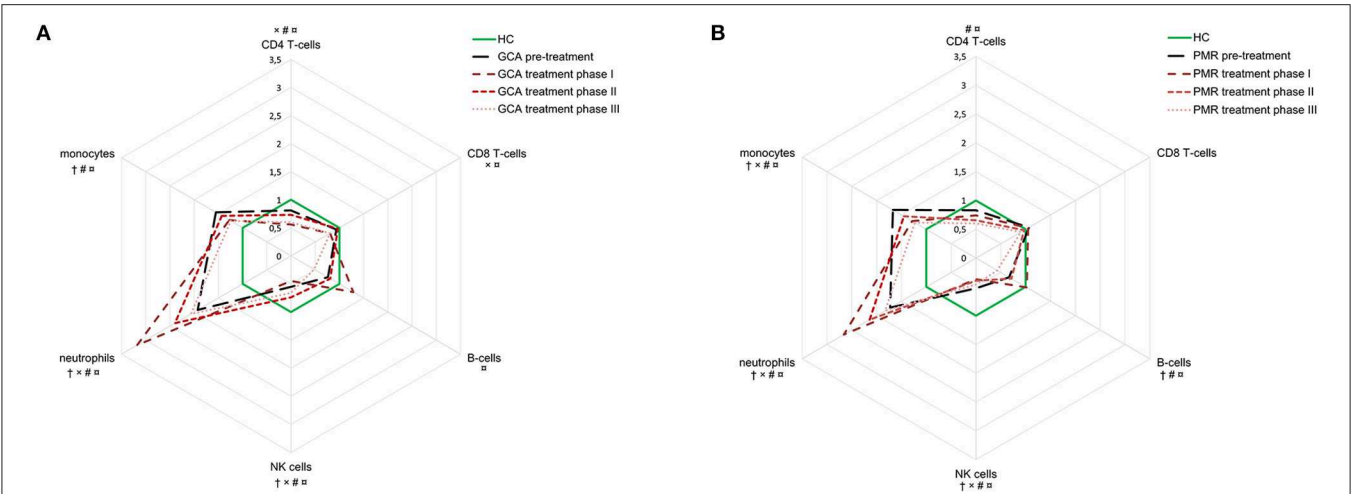 A
× # ¤
CD4 T-cells
3,5
3
2,5
2
1,5
1
0,5
0
HC
GCA pre-treatment
GCA treatment phase I
GCA treatment phase II
GCA treatment phase III
monocytes
† # ¤
CD8 T-cells
× ¤
neutrophils
† × # ¤
B-cells
¤
NK cells
† × # ¤
B
# ¤
CD4 T-cells
3,5
3
2,5
2
1,5
1
0,5
0
HC
PMR pre-treatment
PMR treatment phase I
PMR treatment phase II
PMR treatment phase III
monocytes
† × # ¤
CD8 T-cells
neutrophils
† × # ¤
B-cells
† # ¤
NK cells
† × # ¤